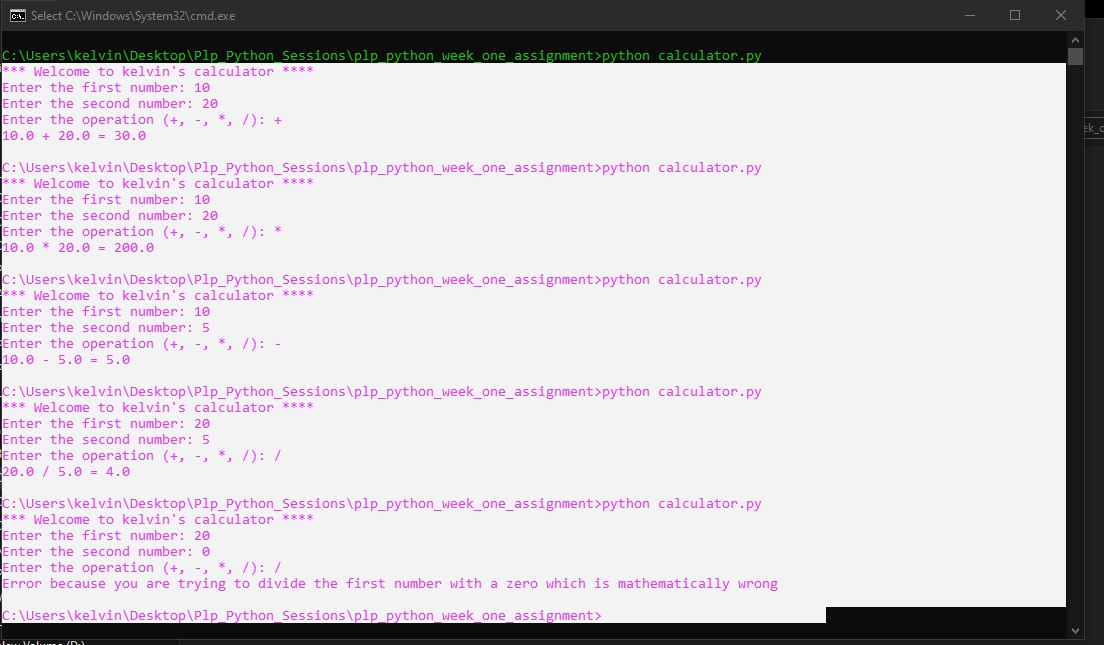 Select C:\Windows\System32\cmd.exe
C:\Users\kelvin\Desktop\Plp_Python_Sessions\plp_python_week_one_assignment>python calculator.py
*** Welcome to kelvin's calculator ****
Enter the first number: 10
Enter the second number: 20
Enter the operation (+, -, *, /): +
10.0 + 20.0 = 30.0
C:\Users\kelvin\Desktop\Plp_Python_Sessions\plp_python_week_one_assignment>python calculator.py
*** Welcome to kelvin's calculator ****
Enter the first number: 10
Enter the second number: 20
Enter the operation (+, -, *, /): *
10.0 * 20.0 = 200.0
C:\Users\kelvin\Desktop\Plp_Python_Sessions\plp_python_week_one_assignment>python calculator.py
*** Welcome to kelvin's calculator ****
Enter the first number: 10
Enter the second number: 5
Enter the operation (+, -, *, /): -
10.0 - 5.0 = 5.0
C:\Users\kelvin\Desktop\Plp_Python_Sessions\plp_python_week_one_assignment>python calculator.py
*** Welcome to kelvin's calculator ****
Enter the first number: 20
Enter the second number: 5
Enter the operation (+, -, *, /): /
20.0 / 5.0 = 4.0
C:\Users\kelvin\Desktop\Plp_Python_Sessions\plp_python_week_one_assignment>python calculator.py
*** Welcome to kelvin's calculator ****
Enter the first number: 20
Enter the second number: 0
Enter the operation (+, -, *, /): /
Error because you are trying to divide the first number with a zero which is mathematically wrong
C:\Users\kelvin\Desktop\Plp_Python_Sessions\plp_python_week_one_assignment>